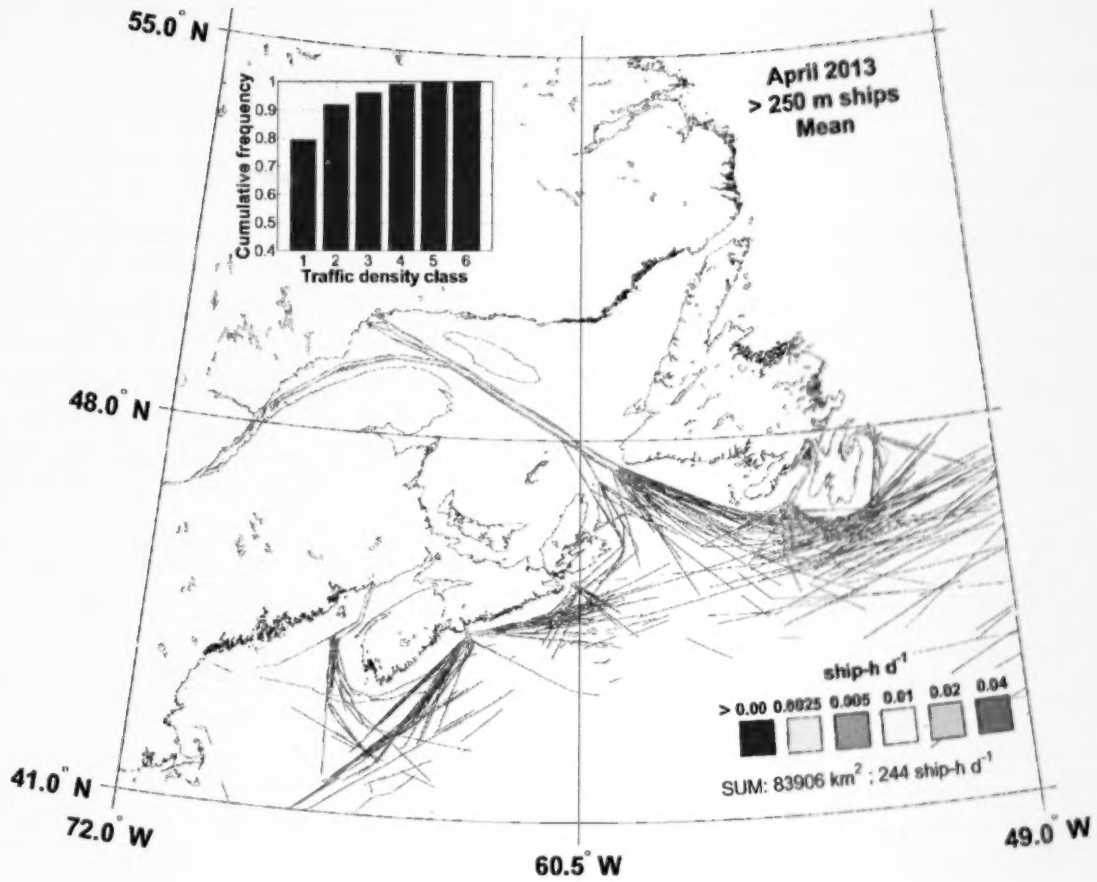 55.0° N
April 2013
> 250 m ships
Mean
Cumulative frequency
1
0.9
0.8
0.7
0.6
0.5
0.4
1 2 3 4 5 6
Traffic density class
48.0° N
ship-h d⁻¹
> 0.00 0.0025 0.005 0.01 0.02 0.04
SUM: 83906 km² ; 244 ship-h d⁻¹
41.0° N
72.0° W
60.5° W
49.0° W